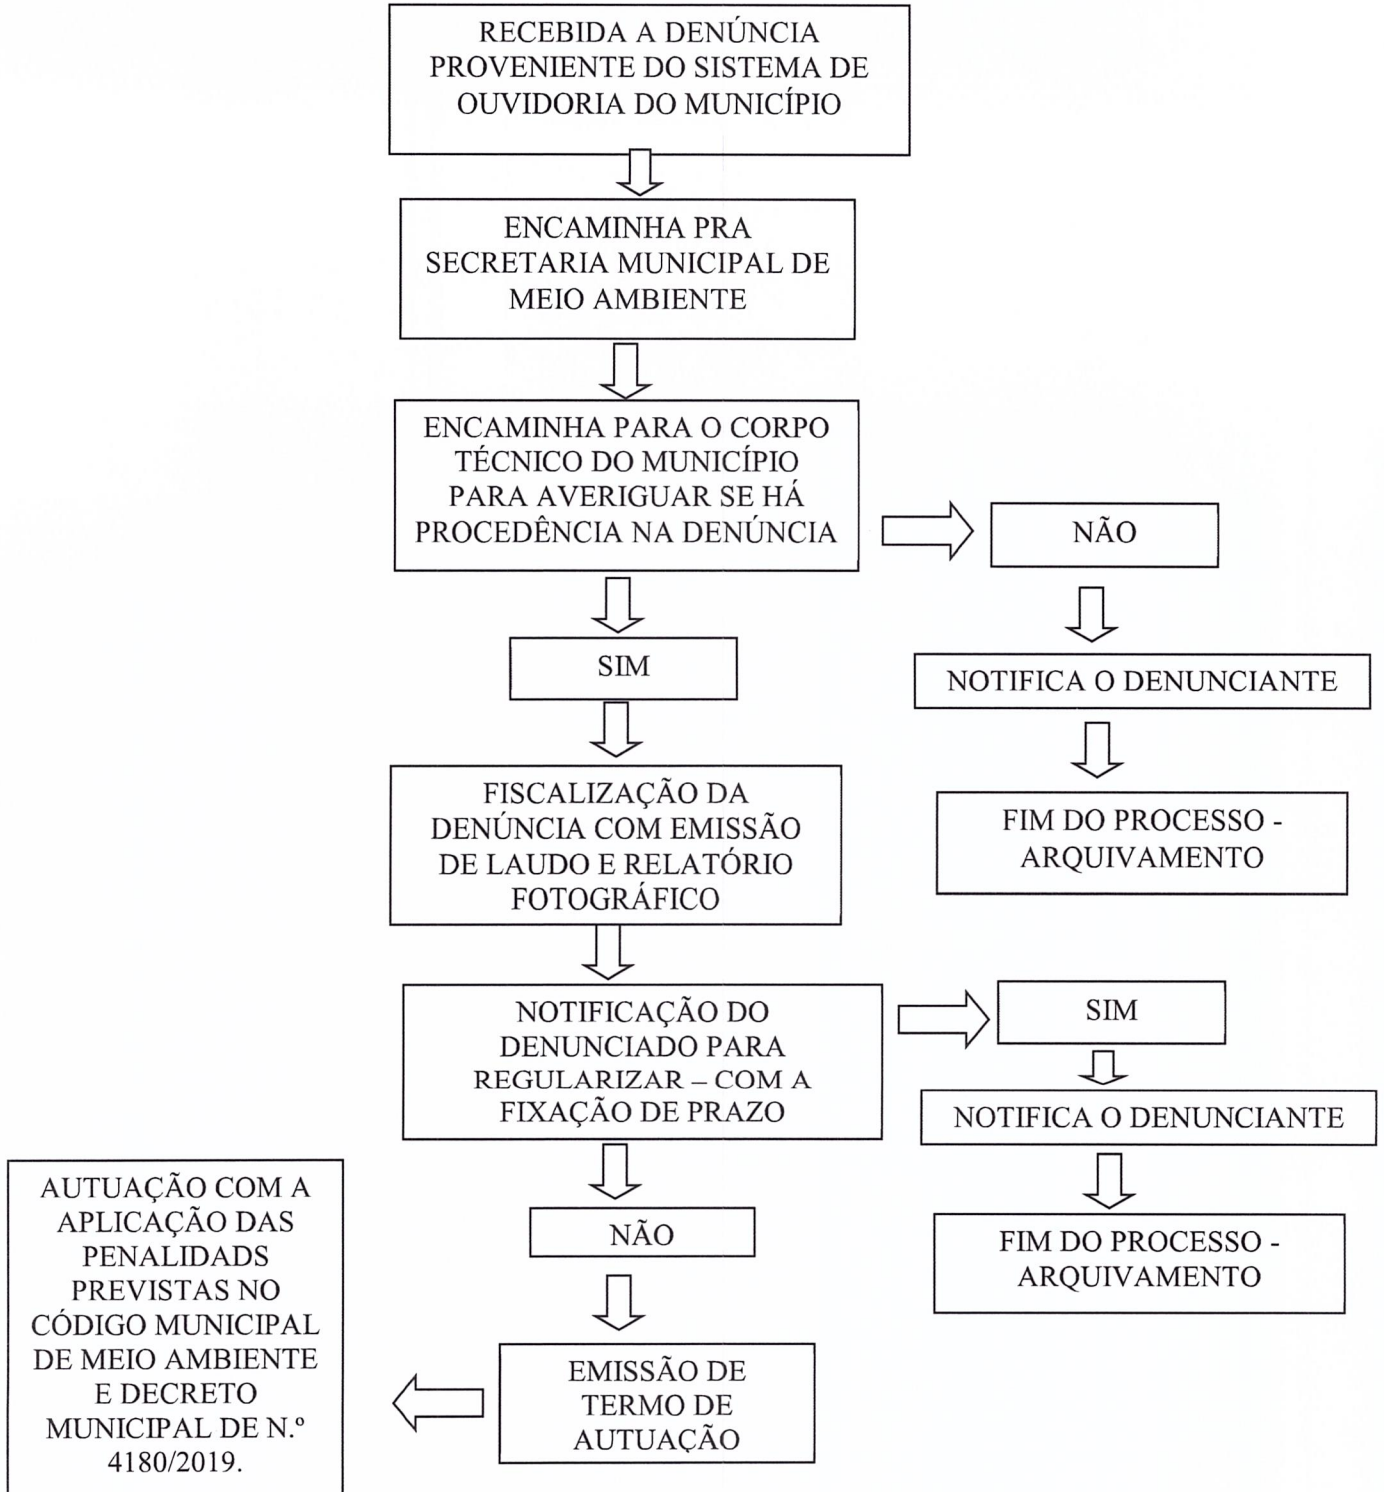 RECEBIDA A DENÚNCIA
PROVENIENTE DO SISTEMA DE
OUVIDORIA DO MUNICÍPIO
ENCAMINHA PRA
SECRETARIA MUNICIPAL DE
MEIO AMBIENTE
ENCAMINHA PARA O CORPO
TÉCNICO DO MUNICÍPIO
PARA AVERIGUAR SE HÁ
PROCEDÊNCIA NA DENÚNCIA
NÃO
NOTIFICA O DENUNCIANTE
FIM DO PROCESSO -
ARQUIVAMENTO
SIM
FISCALIZAÇÃO DA
DENÚNCIA COM EMISSÃO
DE LAUDO E RELATÓRIO
FOTOGRÁFICO
NOTIFICAÇÃO DO
DENUNCIADO PARA
REGULARIZAR – COM A
FIXAÇÃO DE PRAZO
SIM
NOTIFICA O DENUNCIANTE
FIM DO PROCESSO -
ARQUIVAMENTO
NÃO
EMISSÃO DE
TERMO DE
AUTUAÇÃO
AUTUAÇÃO COM A
APLICAÇÃO DAS
PENALIDADS
PREVISTAS NO
CÓDIGO MUNICIPAL
DE MEIO AMBIENTE
E DECRETO
MUNICIPAL DE N.º
4180/2019.